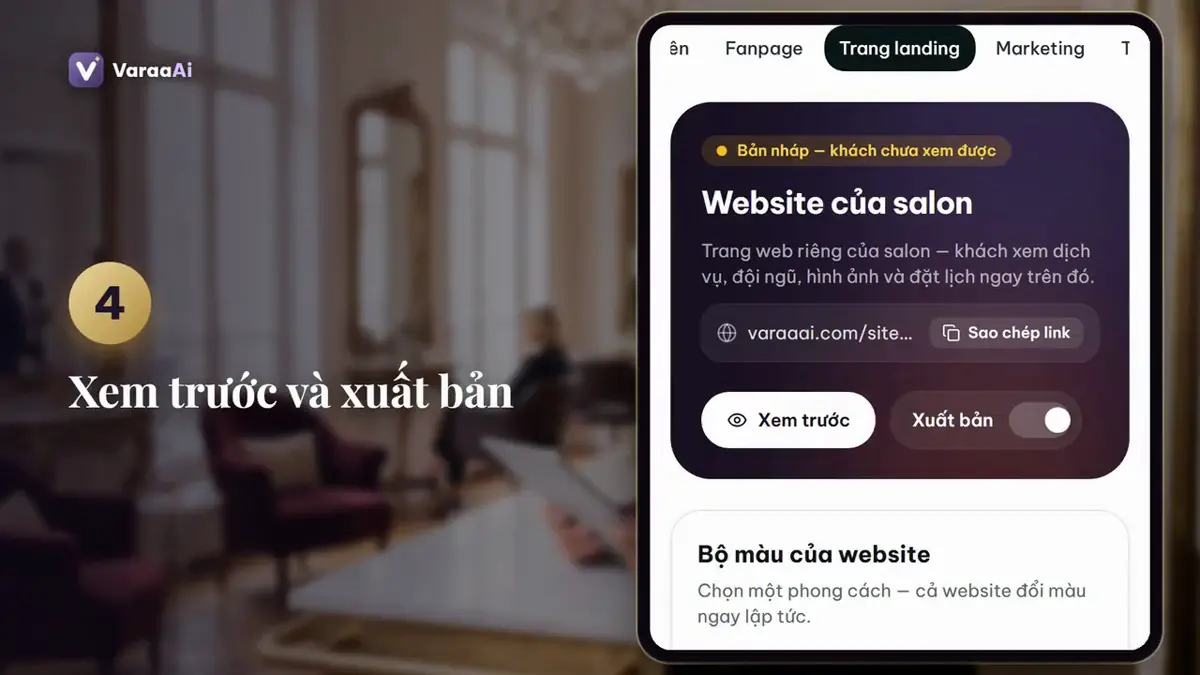 VaraaAi
4
Xem trước và xuất bản
ên
Fanpage
Trang landing
Marketing
T
Bản nháp – khách chưa xem được
Website của salon
Trang web riêng của salon – khách xem dịch
vụ, đội ngũ, hình ảnh và đặt lịch ngay trên đó.
varaaai.com/site...
Sao chép link
Xem trước
Xuất bản
Bộ màu của website
Chọn một phong cách – cả website đổi màu
ngay lập tức.